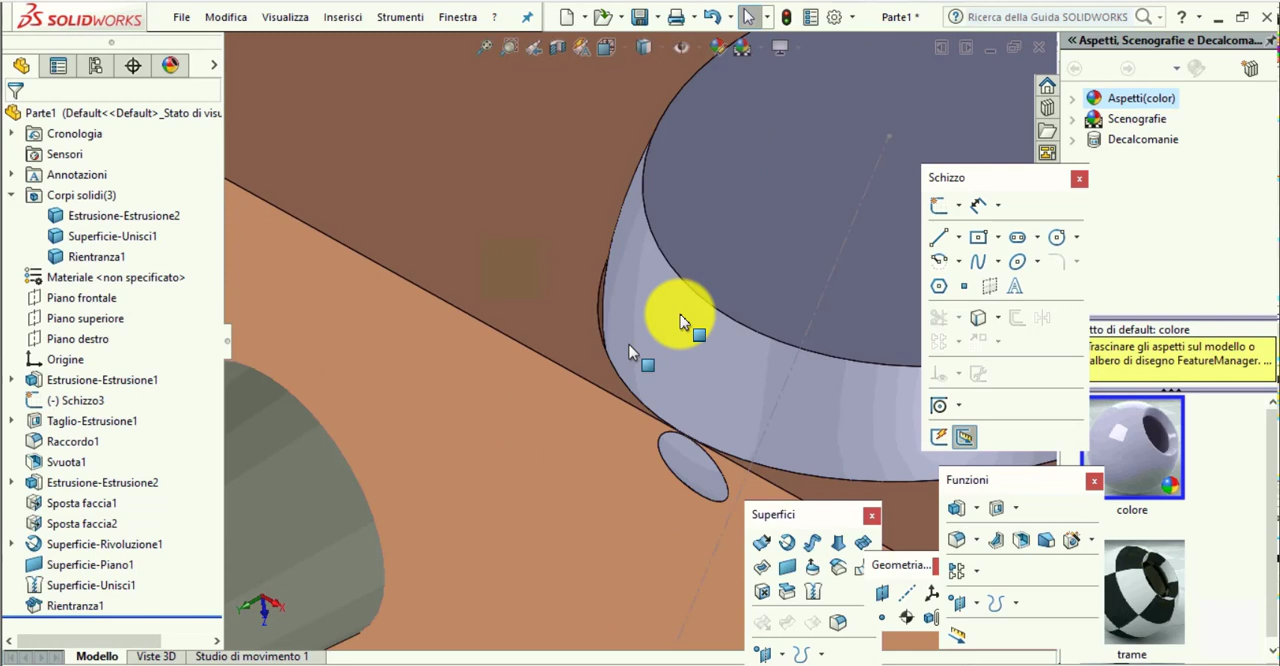 SOLIDWORKS
File Modifica Visualizza Inserisci Strumenti Finestra ?
Parte1 *
Ricerca della Guida SOLIDWORKS
?
Aspetti, Scenografie e Decalcoma...
Parte1 (Default<<Default>_Stato di visu
Cronologia
Sensori
Annotazioni
Corpi solidi(3)
Estrusione-Estrusione2
Superficie-Unisci1
Rientranza1
Materiale <non specificato>
Piano frontale
Piano superiore
Piano destro
Origine
Estrusione-Estrusione1
(-) Schizzo3
Taglio-Estrusione1
Raccordo1
Svuota1
Estrusione-Estrusione2
Sposta faccia1
Sposta faccia2
Superficie-Rivoluzione1
Superficie-Piano1
Superficie-Unisci1
Rientranza1
Modello Viste 3D Studio di movimento 1
Y X
Z
Schizzo
Superfici
Geometria...
Funzioni
Aspetti(color)
Scenografie
Decalcomanie
tto di default: colore
Trascinare gli aspetti sul modello o
albero di disegno FeatureManager. ...
colore
trame